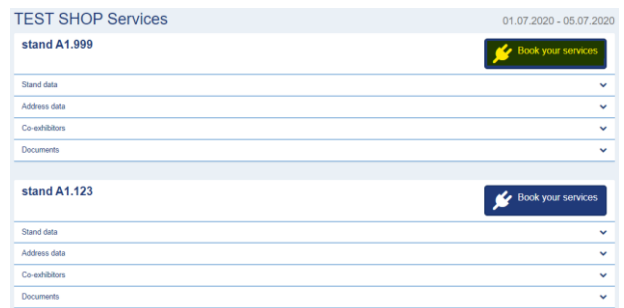 TEST SHOP Services
01.07.2020 - 05.07.2020
stand A1.999
Book your services
Stand data
Address data
Co-exhibitors
Documents
stand A1.123
Book your services
Stand data
Address data
Co-exhibitors
Documents